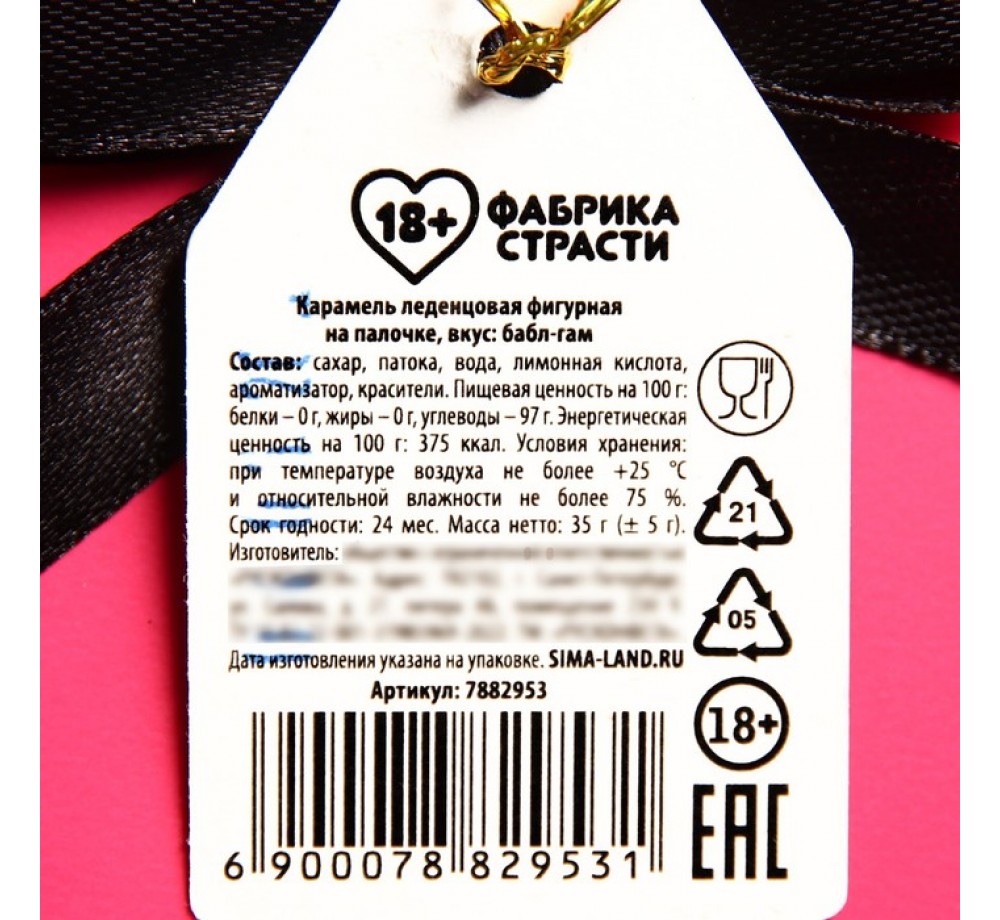 18+ ФАБРИКА
СТРАСТИ
Карамель леденцовая фигурная
на палочке, вкус: бабл-гам
Состав: сахар, патока, вода, лимонная кислота,
ароматизатор, красители. Пищевая ценность на 100 г:
белки – 0 г, жиры – 0 г, углеводы – 97 г. Энергетическая
ценность на 100 г: 375 ккал. Условия хранения:
при температуре воздуха не более +25 °C
и относительной влажности не более 75 %.
Срок годности: 24 мес. Масса нетто: 35 г (± 5 г).
Изготовитель:
Дата изготовления указана на упаковке. SIMA-LAND.RU
Артикул: 7882953
6 900078 829531
21
05
18+
EAC